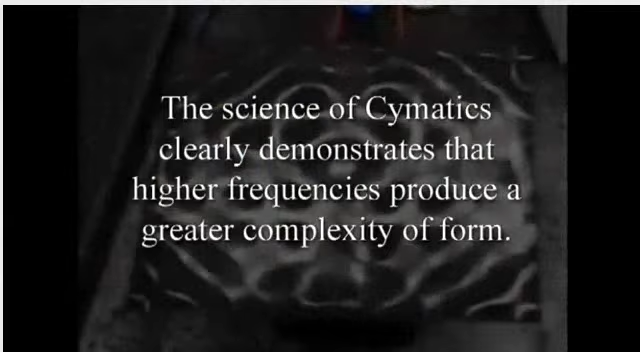 The science of Cymatics
clearly demonstrates that
higher frequencies produce a
greater complexity of form.